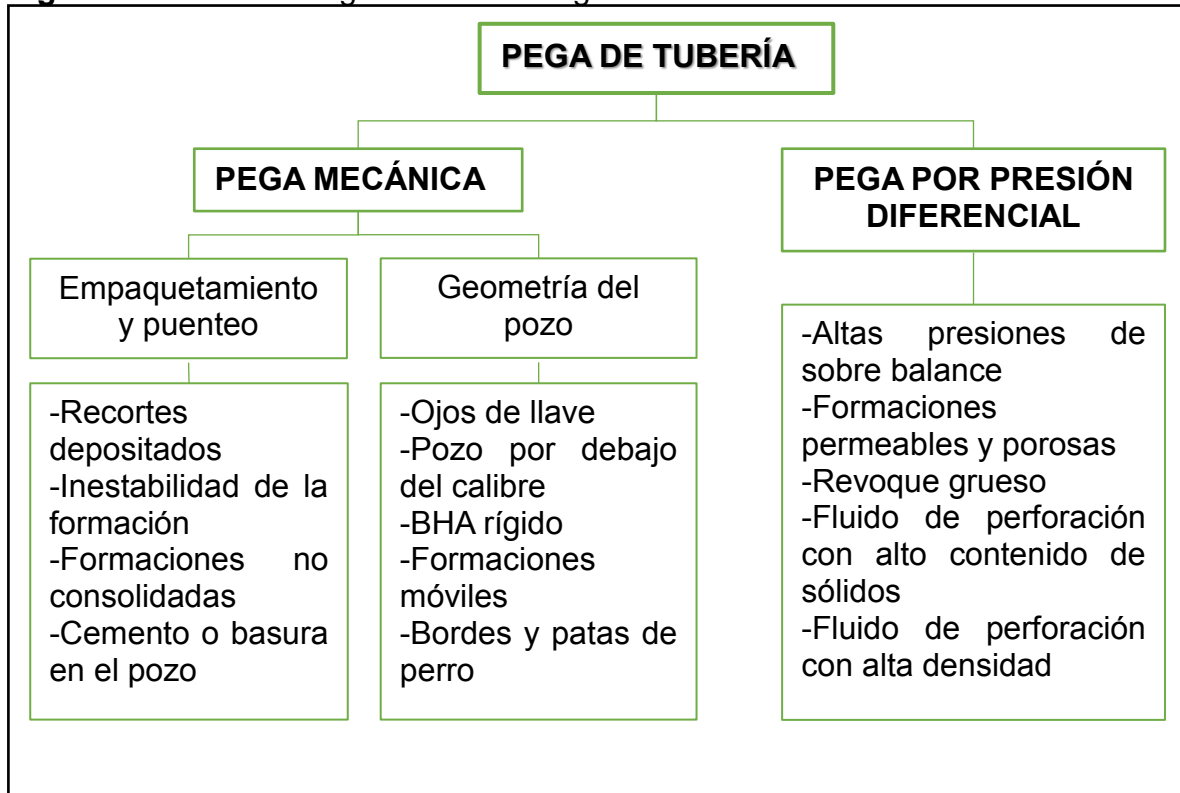 PEGA DE TUBERÍA
PEGA MECÁNICA
PEGA POR PRESIÓN
DIFERENCIAL
Empaquetamiento
y puenteo
Geometría del
pozo
-Recortes
depositados
-Inestabilidad de la
formación
-Formaciones no
consolidadas
-Cemento o basura
en el pozo
-Ojos de llave
-Pozo por debajo
del calibre
-BHA rígido
-Formaciones
móviles
-Bordes y patas de
perro
-Altas presiones de
sobre balance
-Formaciones
permeables y porosas
-Revoque grueso
-Fluido de perforación
con alto contenido de
sólidos
-Fluido de perforación
con alta densidad